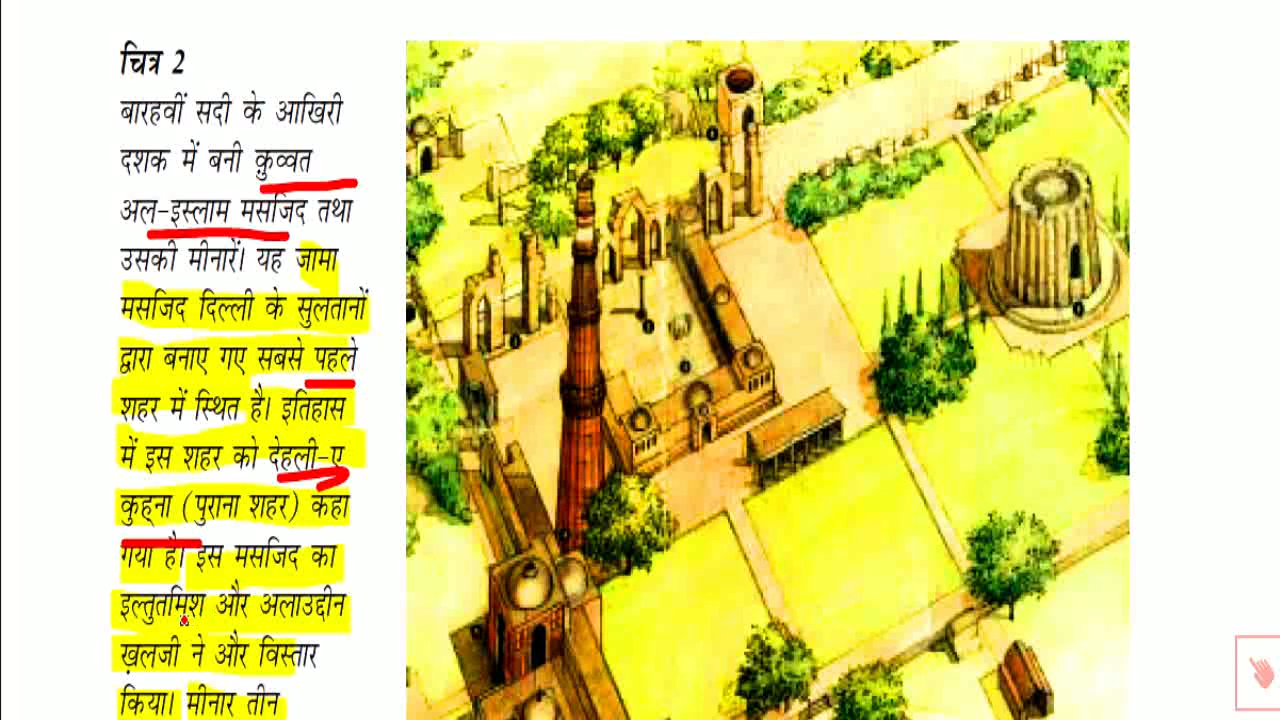 चित्र 2
बारहवीं सदी के आखिरी
दशक में बनी क़ुव्वत
अल-इस्लाम मसजिद तथा
उसकी मीनारें। यह जामा
मसजिद दिल्ली के सुलतानों
द्वारा बनाए गए सबसे पहले
शहर में स्थित है। इतिहास
में इस शहर को देहली-ए
कुह्ना (पुराना शहर) कहा
गया है। इस मसजिद का
इल्तुतमिश और अलाउद्दीन
ख़लजी ने और विस्तार
किया। मीनार तीन